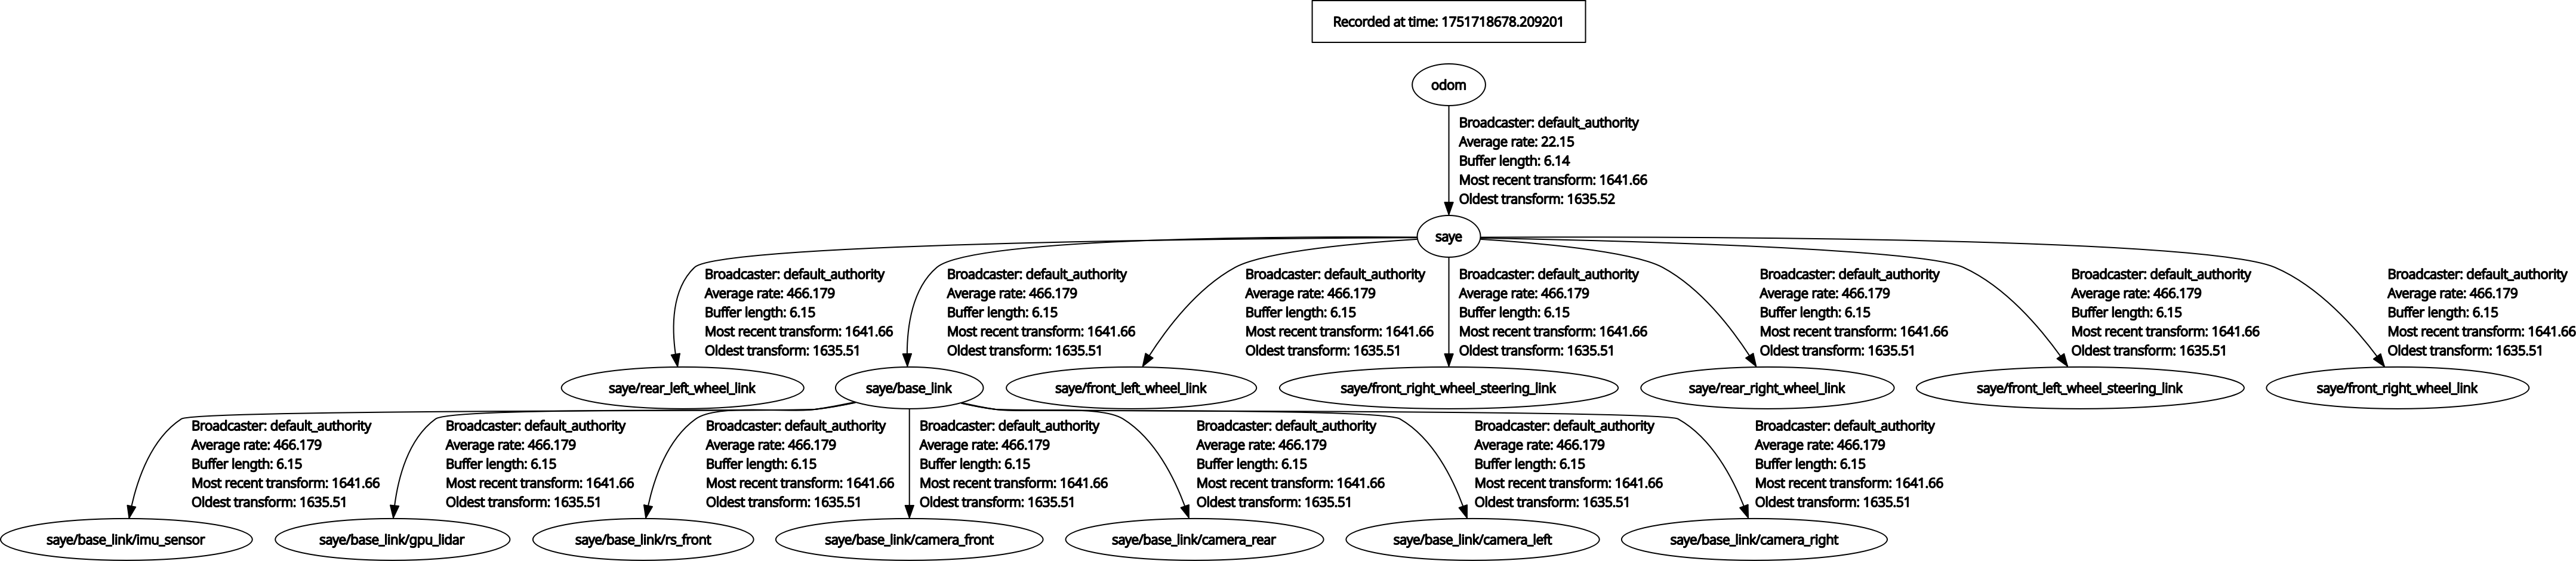 Recorded at time: 1751718678.209201
odom
Broadcaster: default_authority
Average rate: 22.15
Buffer length: 6.14
Most recent transform: 1641.66
Oldest transform: 1635.52
saye
Broadcaster: default_authority
Average rate: 466.179
Buffer length: 6.15
Most recent transform: 1641.66
Oldest transform: 1635.51
Broadcaster: default_authority
Average rate: 466.179
Buffer length: 6.15
Most recent transform: 1641.66
Oldest transform: 1635.51
Broadcaster: default_authority
Average rate: 466.179
Buffer length: 6.15
Most recent transform: 1641.66
Oldest transform: 1635.51
Broadcaster: default_authority
Average rate: 466.179
Buffer length: 6.15
Most recent transform: 1641.66
Oldest transform: 1635.51
Broadcaster: default_authority
Average rate: 466.179
Buffer length: 6.15
Most recent transform: 1641.66
Oldest transform: 1635.51
Broadcaster: default_authority
Average rate: 466.179
Buffer length: 6.15
Most recent transform: 1641.66
Oldest transform: 1635.51
Broadcaster: default_authority
Average rate: 466.179
Buffer length: 6.15
Most recent transform: 1641.66
Oldest transform: 1635.51
saye/rear_left_wheel_link
saye/base_link
saye/front_left_wheel_link
saye/front_right_wheel_steering_link
saye/rear_right_wheel_link
saye/front_left_wheel_steering_link
saye/front_right_wheel_link
Broadcaster: default_authority
Average rate: 466.179
Buffer length: 6.15
Most recent transform: 1641.66
Oldest transform: 1635.51
Broadcaster: default_authority
Average rate: 466.179
Buffer length: 6.15
Most recent transform: 1641.66
Oldest transform: 1635.51
Broadcaster: default_authority
Average rate: 466.179
Buffer length: 6.15
Most recent transform: 1641.66
Oldest transform: 1635.51
Broadcaster: default_authority
Average rate: 466.179
Buffer length: 6.15
Most recent transform: 1641.66
Oldest transform: 1635.51
Broadcaster: default_authority
Average rate: 466.179
Buffer length: 6.15
Most recent transform: 1641.66
Oldest transform: 1635.51
Broadcaster: default_authority
Average rate: 466.179
Buffer length: 6.15
Most recent transform: 1641.66
Oldest transform: 1635.51
Broadcaster: default_authority
Average rate: 466.179
Buffer length: 6.15
Most recent transform: 1641.66
Oldest transform: 1635.51
saye/base_link/imu_sensor
saye/base_link/gpu_lidar
saye/base_link/rs_front
saye/base_link/camera_front
saye/base_link/camera_rear
saye/base_link/camera_left
saye/base_link/camera_right